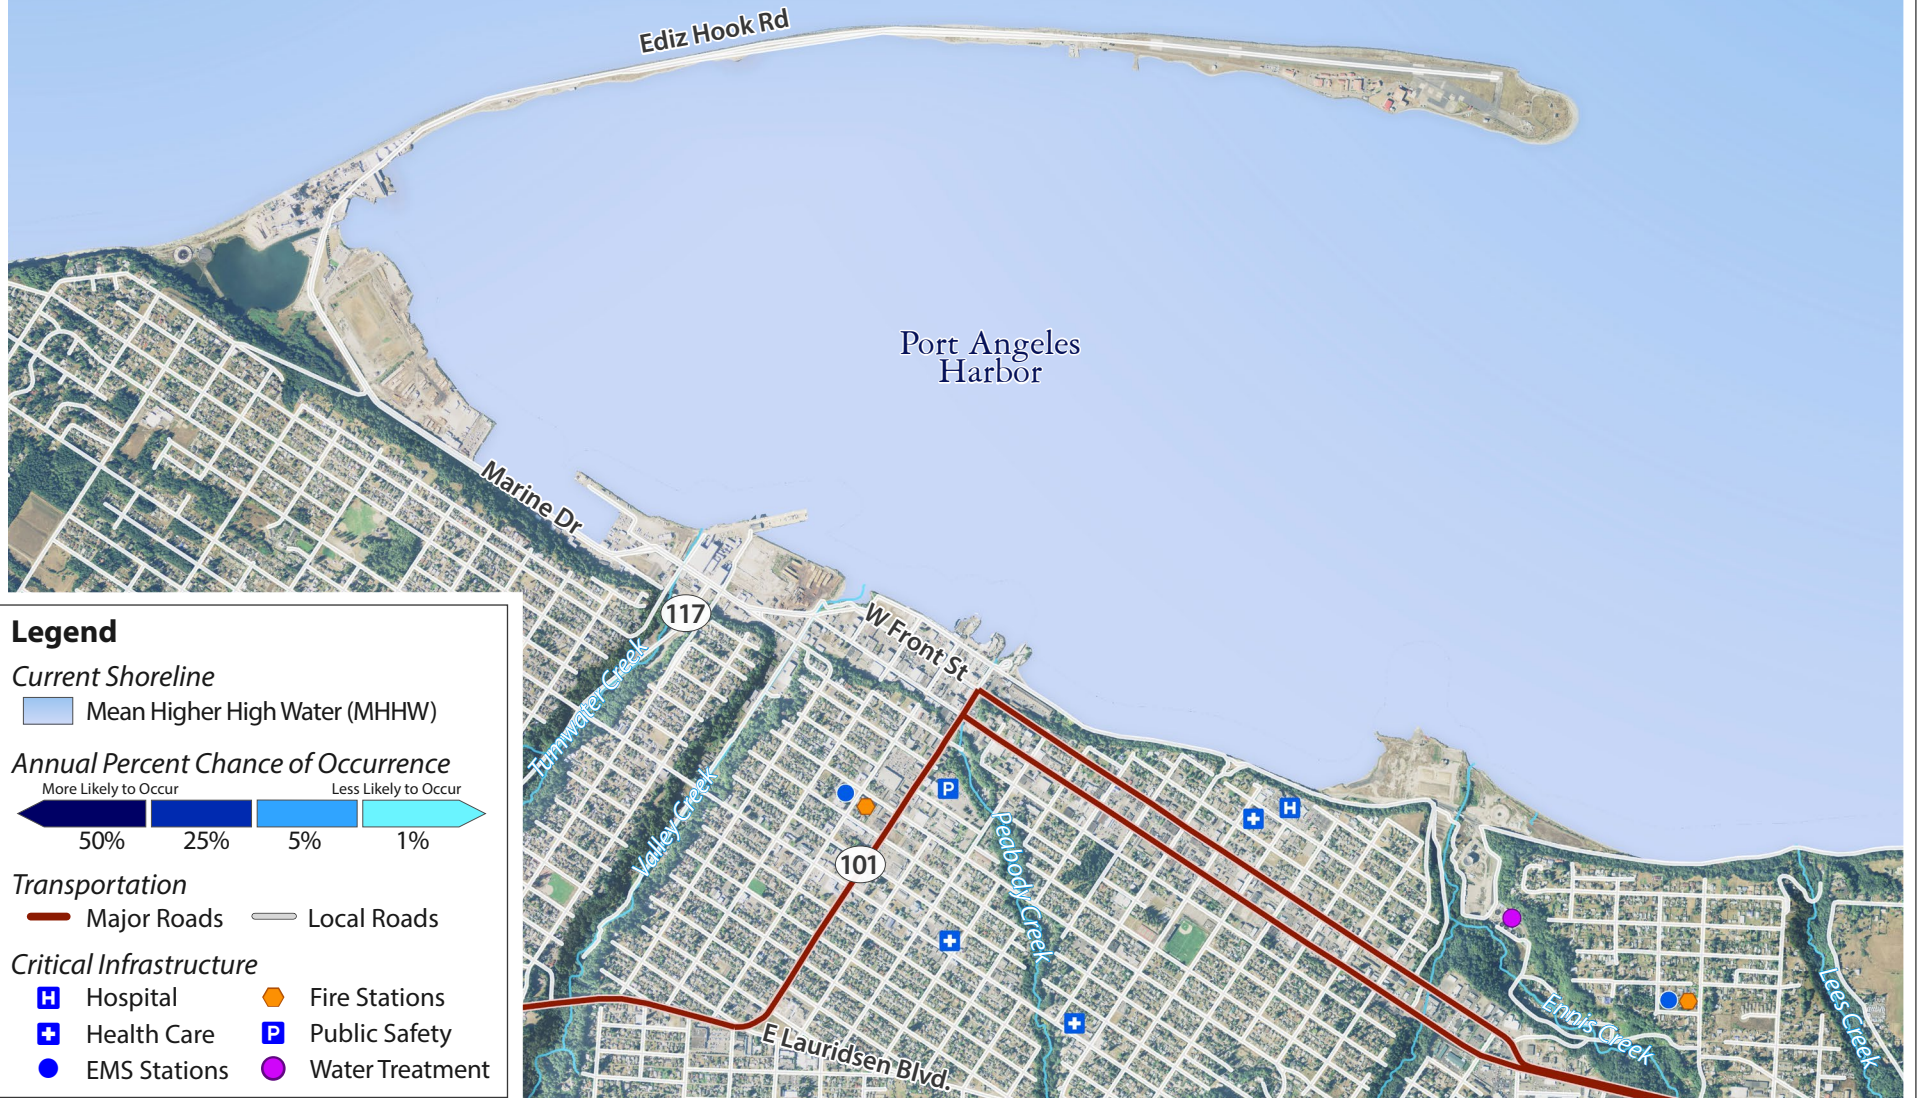 Ediz Hook Rd
Port Angeles
Harbor
Marine Dr
117
W Front St
Tumwater Creek
Valley Creek
P
H
101
Peabody Creek
Ennis Creek
Lees Creek
E Lauridsen Blvd.
Legend
Current Shoreline
Mean Higher High Water (MHHW)
Annual Percent Chance of Occurrence
More Likely to Occur Less Likely to Occur
50% 25% 5% 1%
Transportation
Major Roads Local Roads
Critical Infrastructure
H Hospital Fire Stations
Health Care P Public Safety
EMS Stations Water Treatment